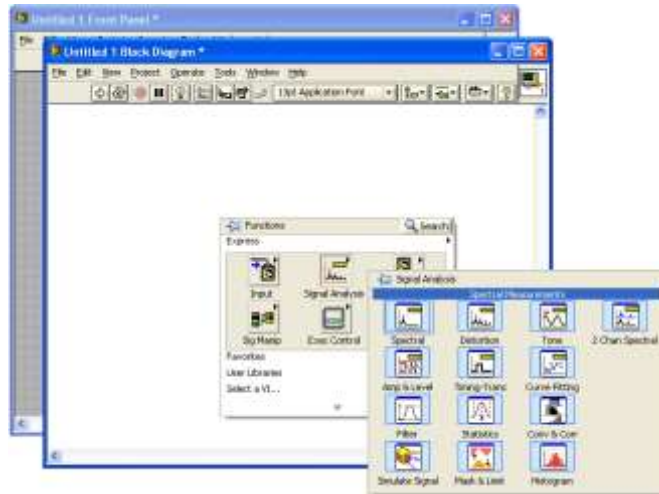 Untitled 1 Front Panel *
File
Untitled 1 Block Diagram *
File Edit View Project Operate Tools Window Help
13pt Application Font
Functions Search
Express
Input Signal Analysis
Sig Manip Exec Control
Favorites
User Libraries
Select a VI...
Signal Analysis
Spectral Measurements
Spectral Distortion Tone 2 Chan Spectral
Amp & Level Timing-Trans Curve Fitting
Filter Statistics Conv & Corr
Simulate Signal Mask & Limit Histogram